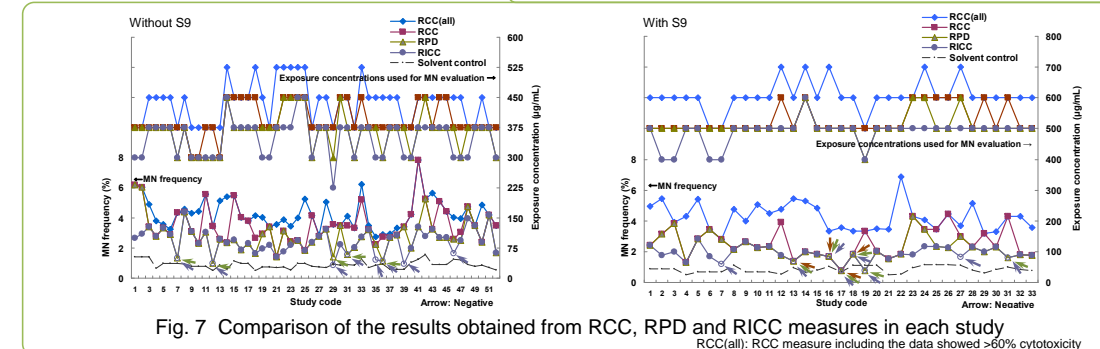 Without S9
RCC(all)
RCC
RPD
RICC
Solvent control
Exposure concentrations used for MN evaluation →
←MN frequency
MN frequency (%)
8
6
4
2
0
600
525
450
375
300
225
150
75
0
Exposure concentration (µg/mL)
1 3 5 7 9 11 13 15 17 19 21 23 25 27 29 31 33 35 37 39 41 43 45 47 49 51
Study code
Arrow: Negative
With S9
RCC(all)
RCC
RPD
RICC
Solvent control
Exposure concentrations used for MN evaluation →
←MN frequency
MN frequency (%)
8
6
4
2
0
800
700
600
500
400
300
200
100
0
Exposure concentration (µg/mL)
1 2 3 4 5 6 7 8 9 10 11 12 13 14 15 16 17 18 19 20 21 22 23 24 25 26 27 28 29 30 31 32 33
Study code
Arrow: Negative
Fig. 7 Comparison of the results obtained from RCC, RPD and RICC measures in each study
RCC(all): RCC measure including the data showed >60% cytotoxicity